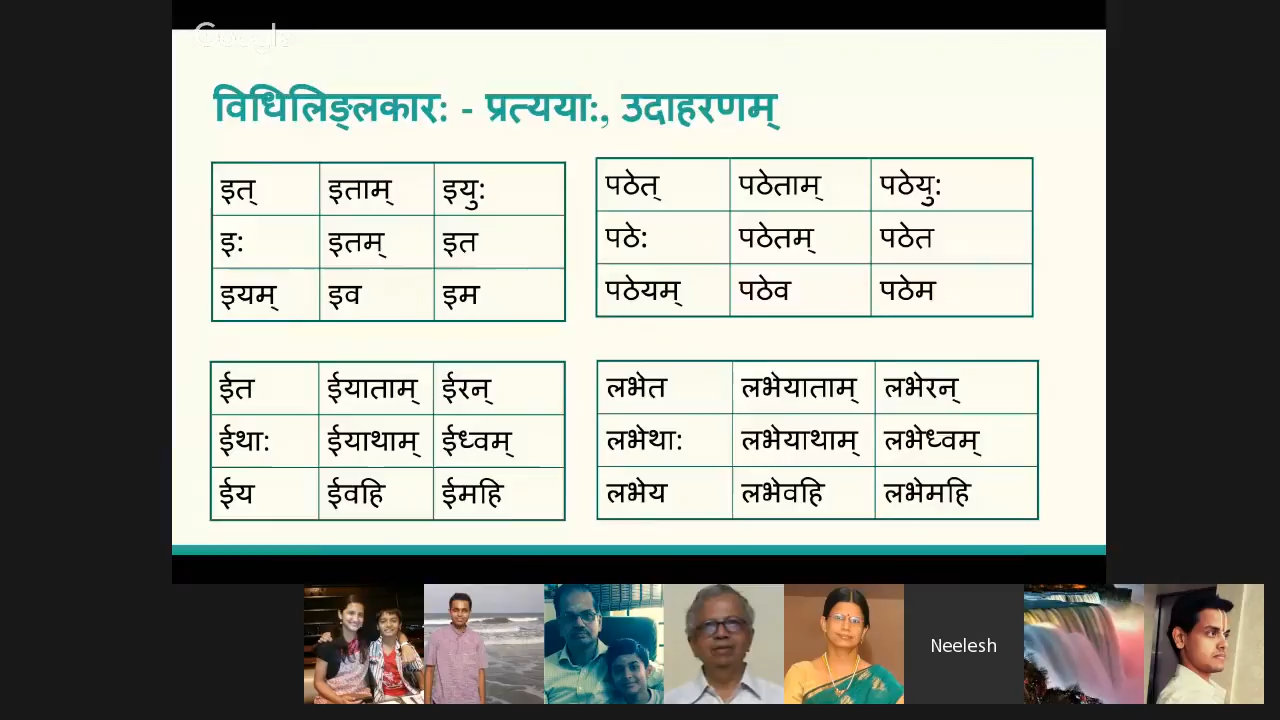 Google
विधिलिङ्लकार: - प्रत्यया:, उदाहरणम्
इत् इताम् इयु:
इ: इतम् इत
इयम् इव इम
पठेत् पठेताम् पठेयु:
पठे: पठेतम् पठेत
पठेयम् पठेव पठेम
ईत ईयाताम् ईरन्
ईथा: ईयाथाम् ईध्वम्
ईय ईवहि ईमहि
लभेत लभेयाताम् लभेरन्
लभेथा: लभेयाथाम् लभेध्वम्
लभेय लभेवहि लभेमहि
Neelesh